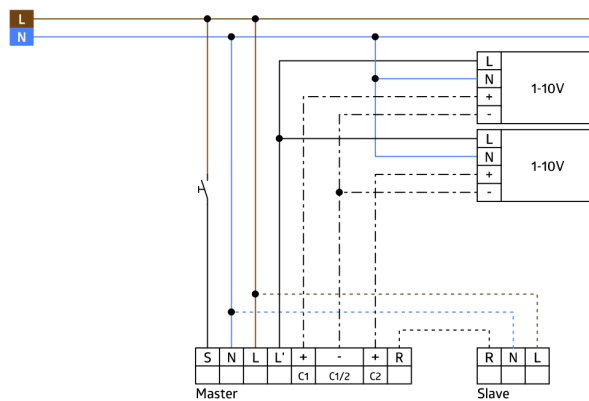 L
N
L
N
+
-
1-10V
L
N
+
-
1-10V
S N L L' + - + R
C1 C1/2 C2
Master
R N L
Slave